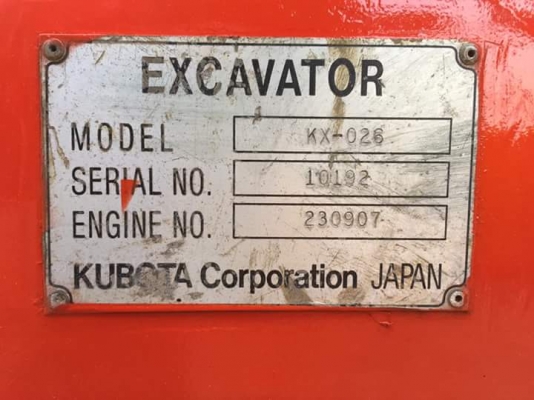 EXCAVATOR
MODEL KX-026
SERIAL NO. 10192
ENGINE NO. 230907
KUBOTA Corporation JAPAN